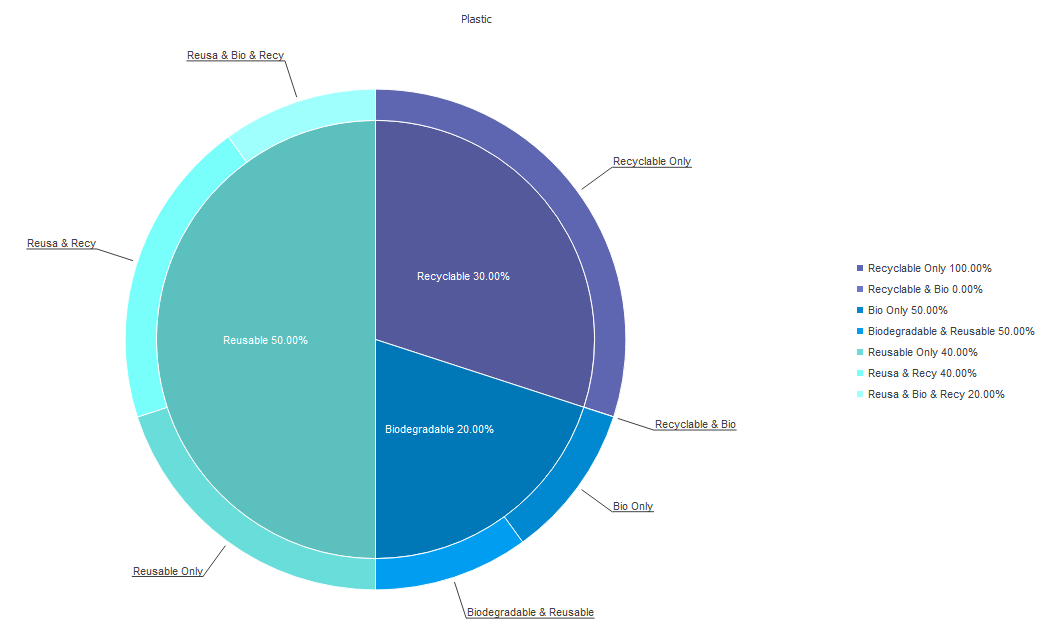 Plastic
Reusa & Bio & Recy
Recyclable Only
Reusa & Recy
Recyclable 30.00%
Reusable 50.00%
Biodegradable 20.00%
Recyclable & Bio
Bio Only
Reusable Only
Biodegradable & Reusable
Recyclable Only 100.00%
Recyclable & Bio 0.00%
Bio Only 50.00%
Biodegradable & Reusable 50.00%
Reusable Only 40.00%
Reusa & Recy 40.00%
Reusa & Bio & Recy 20.00%